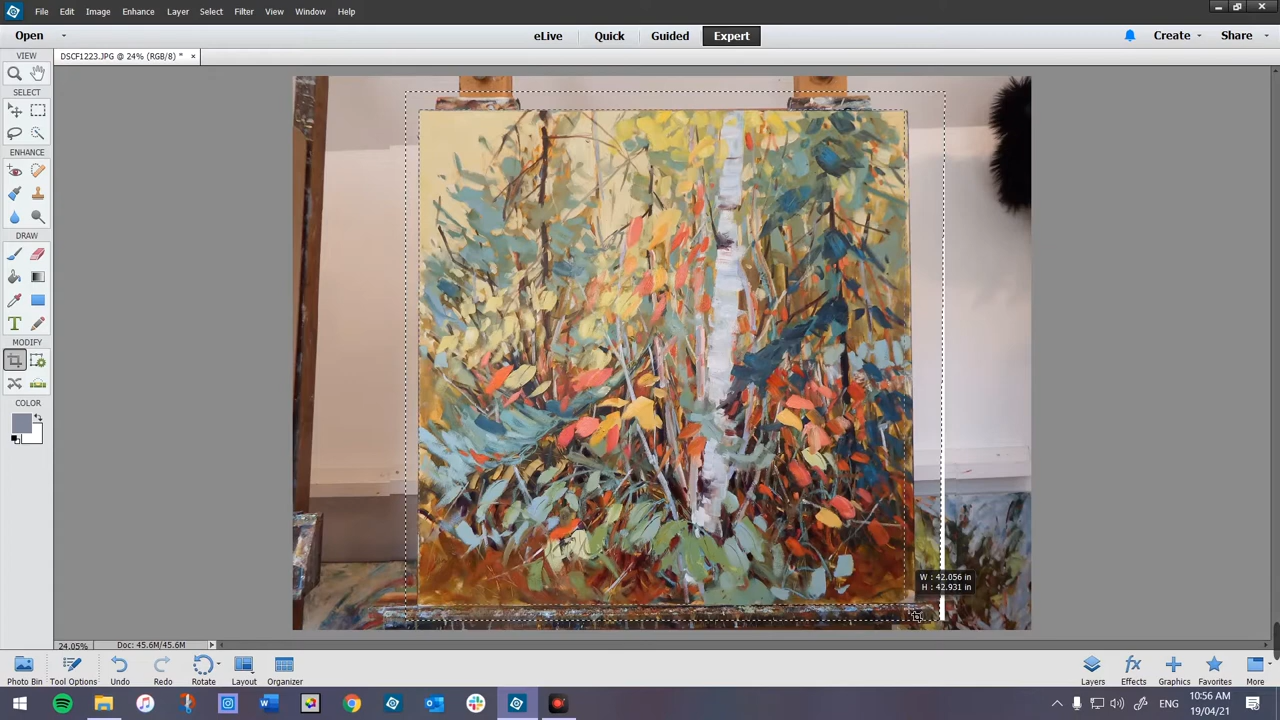 File Edit Image Enhance Layer Select Filter View Window Help
Open eLive Quick Guided Expert Create Share
DSCF1223.JPG @ 24% (RGB/8) * ×
VIEW
SELECT
ENHANCE
DRAW
T
MODIFY
COLOR
W : 42.056 in
H : 42.931 in
24.05% Doc: 45.6M/45.6M
fx
Photo Bin Tool Options Undo Redo Rotate Layout Organizer Layers Effects Graphics Favorites More
ENG
10:56 AM
19/04/21